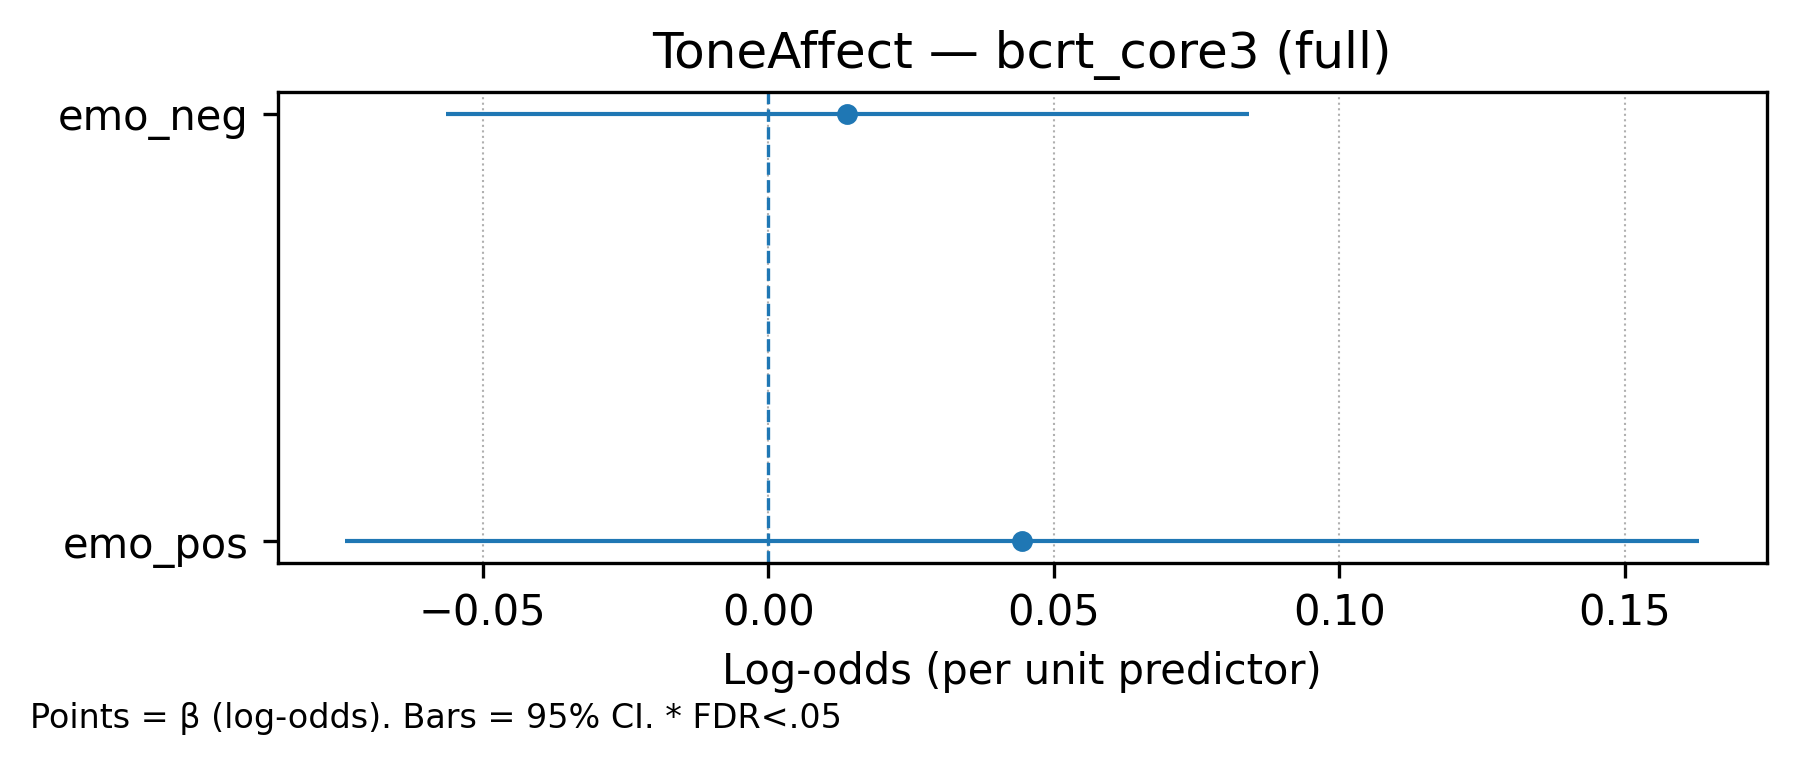 ToneAffect — bcrt_core3 (full)
emo_neg
emo_pos
−0.05 0.00 0.05 0.10 0.15
Log-odds (per unit predictor)
Points = β (log-odds). Bars = 95% CI. * FDR<.05